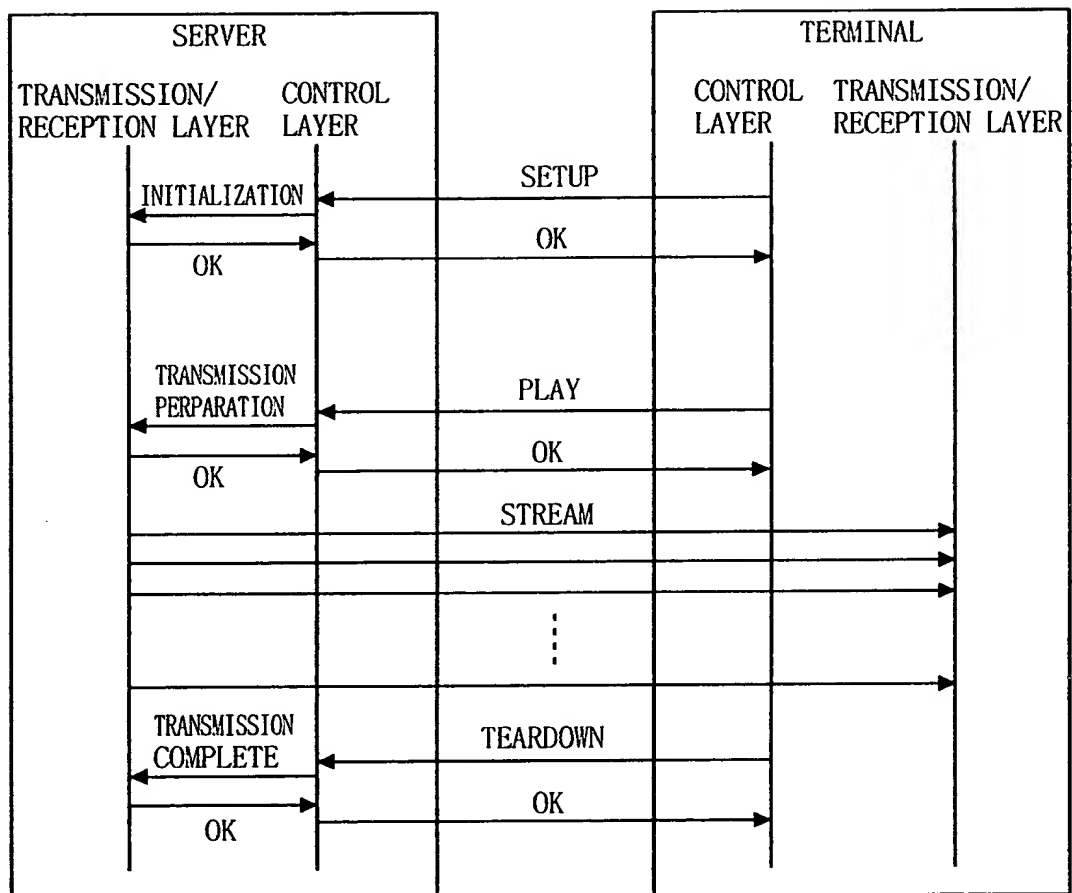 SERVER
TERMINAL
TRANSMISSION/
RECEPTION LAYER
CONTROL
LAYER
CONTROL
LAYER
TRANSMISSION/
RECEPTION LAYER
SETUP
INITIALIZATION
OK
OK
PLAY
TRANSMISSION
PERPARATION
OK
OK
STREAM
TEARDOWN
TRANSMISSION
COMPLETE
OK
OK